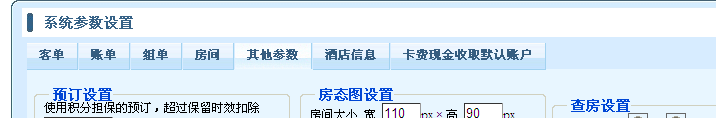 系统参数设置
客单 账单 组单 房间 其他参数 酒店信息 卡费现金收取默认账户
预订设置 房态图设置 查房设置
使用积分担保的预订，超过保留时效扣除
房间大小 宽 110 px × 高 90 px